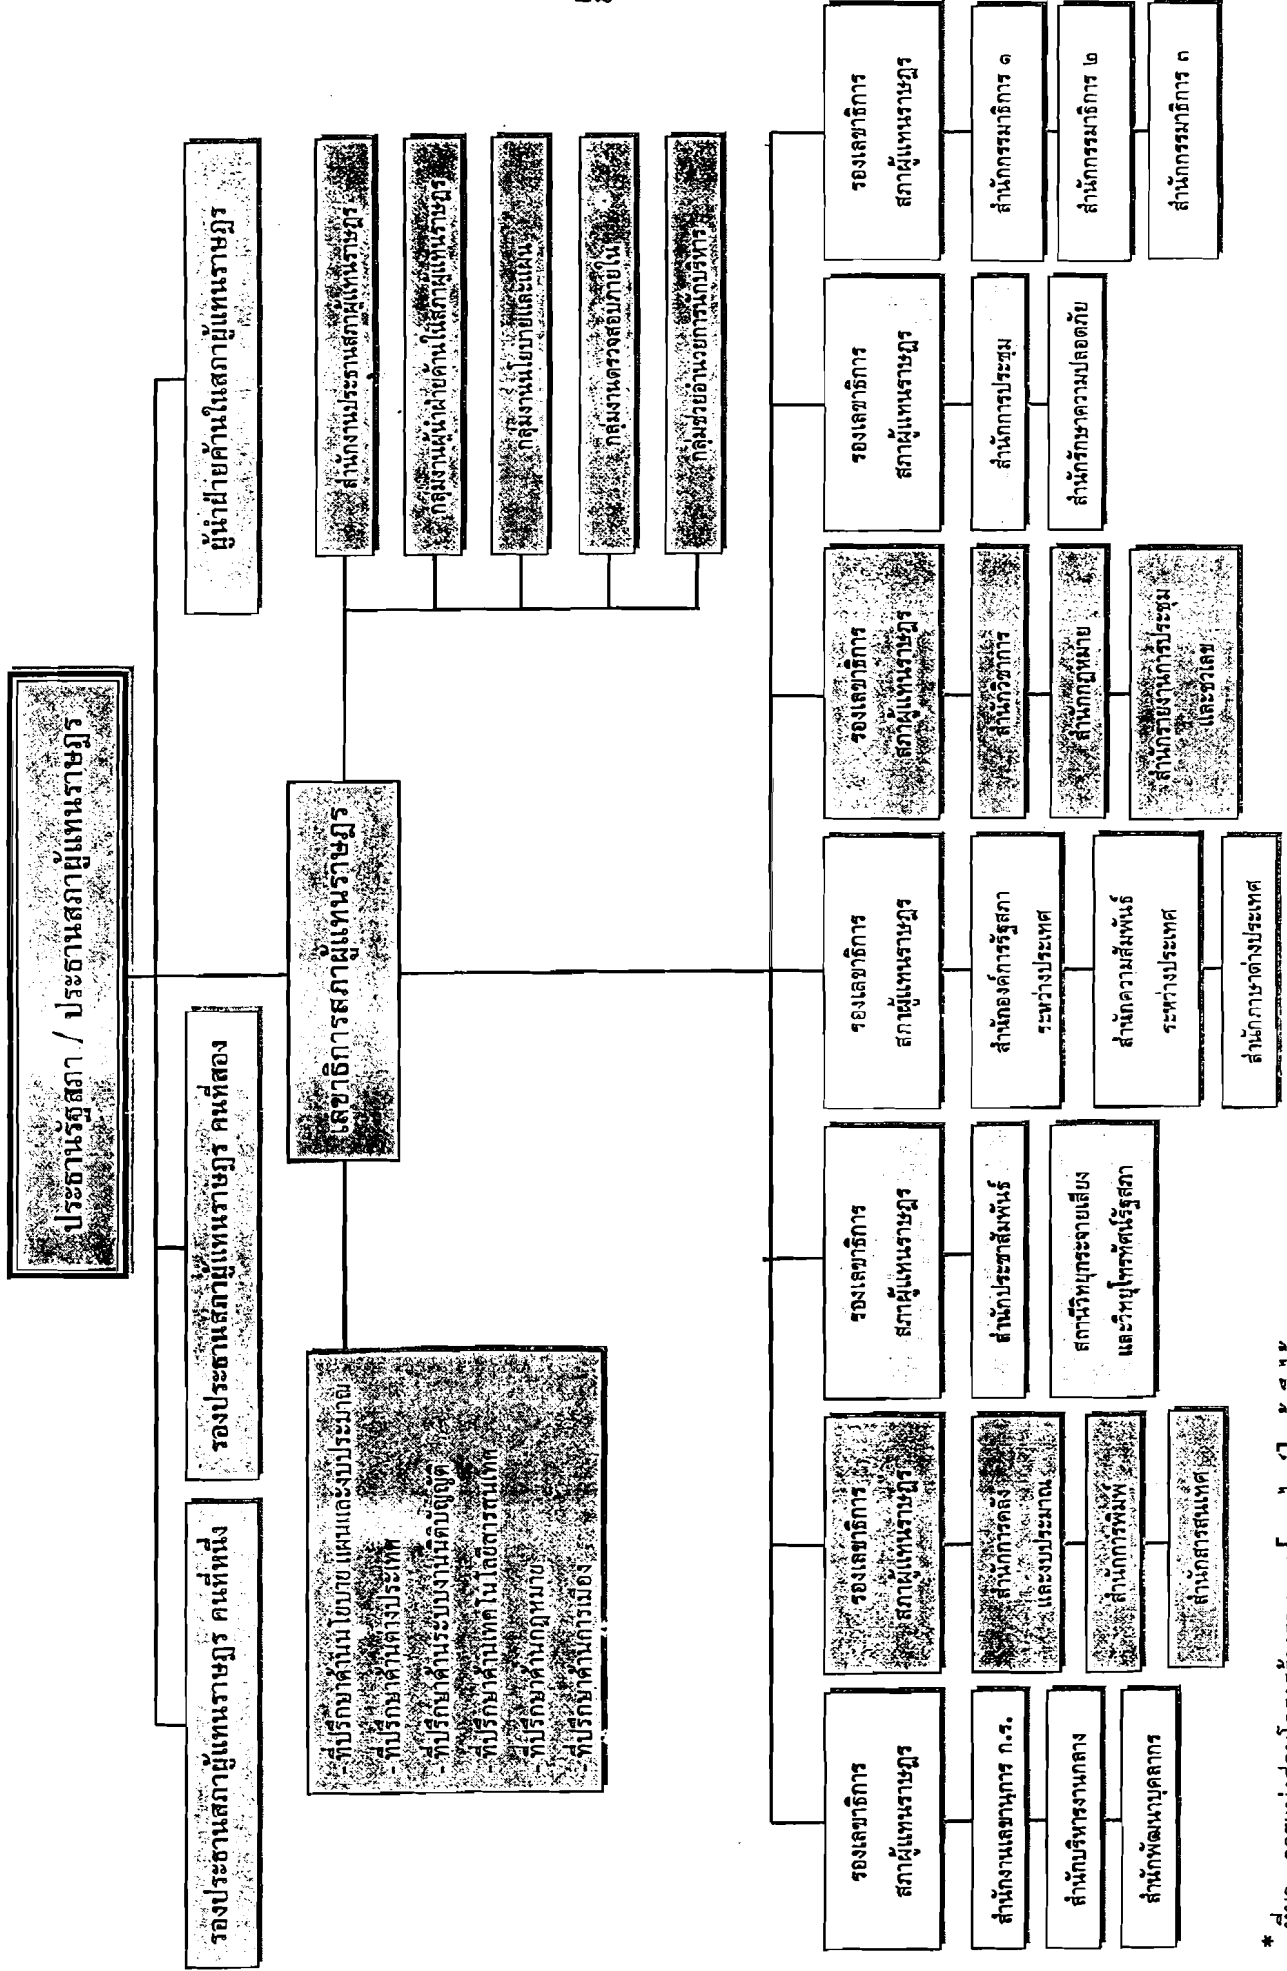 ประธานรัฐสภา / ประธานสภาผู้แทนราษฎร
รองประธานสภาผู้แทนราษฎร คนที่หนึ่ง
รองประธานสภาผู้แทนราษฎร คนที่สอง
ผู้นำฝ่ายค้านในสภาผู้แทนราษฎร
เลขาธิการสภาผู้แทนราษฎร
-ที่ปรึกษาด้านนโยบาย แผนและงบประมาณ
- ที่ปรึกษาด้านต่างประเทศ
- ที่ปรึกษาด้านระบบงานนิติบัญญัติ
- ที่ปรึกษาด้านเทคโนโลยีสารสนเทศ
- ที่ปรึกษาด้านกฎหมาย
- ที่ปรึกษาด้านการเมือง
สำนักงานประธานสภาผู้แทนราษฎร
กลุ่มงานผู้นำฝ่ายค้านในสภาผู้แทนราษฎร
กลุ่มงานนโยบายและแผน
กลุ่มงานตรวจสอบภายใน
กลุ่มช่วยอำนวยการนักบริหาร
รองเลขาธิการ
สภาผู้แทนราษฎร
สำนักงานเลขานุการ ก.ร.
สำนักบริหารงานกลาง
สำนักพัฒนาบุคลากร
รองเลขาธิการ
สภาผู้แทนราษฎร
สำนักการคลัง
และงบประมาณ
สำนักการพิมพ์
สำนักสารสนเทศ
รองเลขาธิการ
สภาผู้แทนราษฎร
สำนักประชาสัมพันธ์
สถานีวิทยุกระจายเสียง
และวิทยุโทรทัศน์รัฐสภา
รองเลขาธิการ
สภาผู้แทนราษฎร
สำนักองค์การรัฐสภา
ระหว่างประเทศ
สำนักความสัมพันธ์
ระหว่างประเทศ
สำนักภาษาต่างประเทศ
รองเลขาธิการ
สภาผู้แทนราษฎร
สำนักวิชาการ
สำนักกฎหมาย
สำนักรายงานการประชุม
และชวเลข
รองเลขาธิการ
สภาผู้แทนราษฎร
สำนักการประชุม
สำนักรักษาความปลอดภัย
รองเลขาธิการ
สภาผู้แทนราษฎร
สำนักกรรมาธิการ ๑
สำนักกรรมาธิการ ๒
สำนักกรรมาธิการ ๓
*